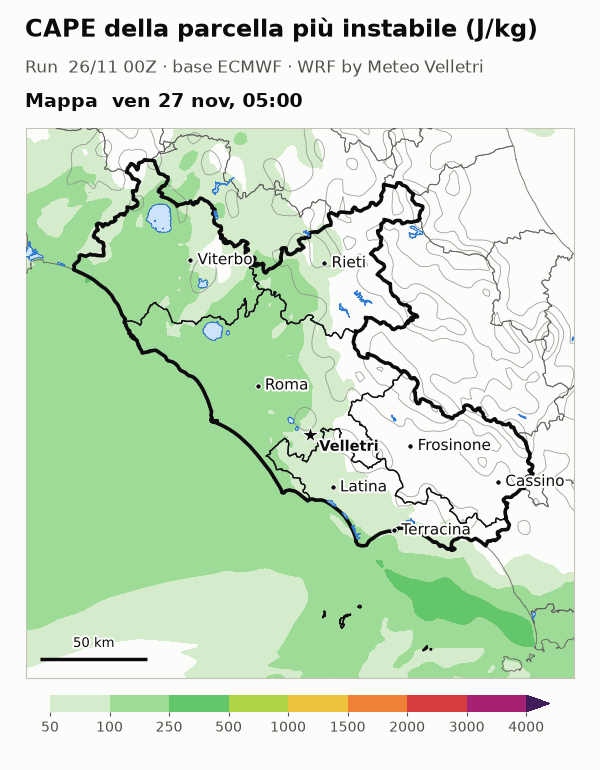 CAPE della parcella più instabile (J/kg)
Run  26/11 00Z · base ECMWF · WRF by Meteo Velletri
Mappa  ven 27 nov, 05:00
Viterbo
Rieti
Roma
Velletri
Frosinone
Cassino
Latina
Terracina
50 km
50 100 250 500 1000 1500 2000 3000 4000